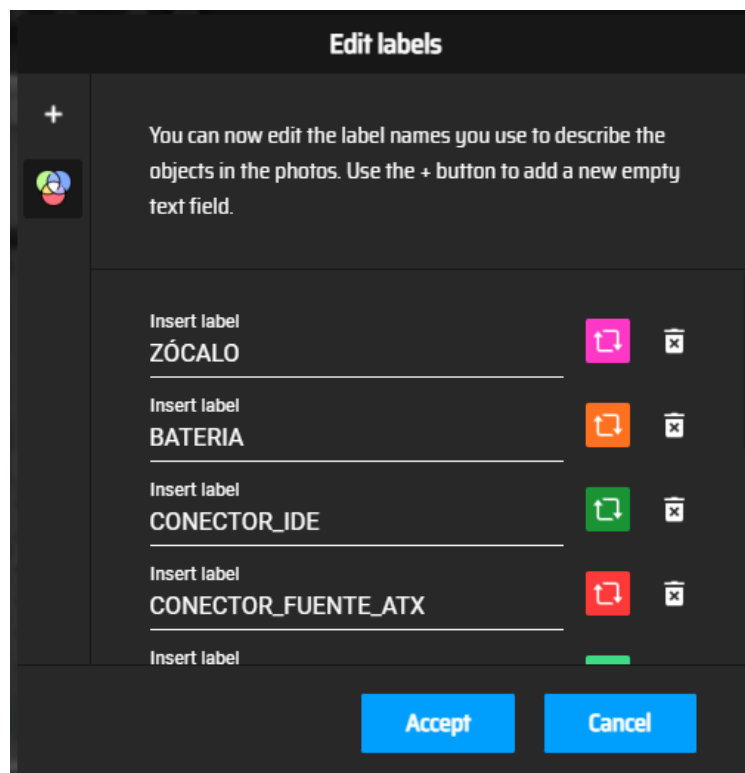 Edit labels
+
You can now edit the label names you use to describe the
objects in the photos. Use the + button to add a new empty
text field.
Insert label
ZÓCALO
Insert label
BATERIA
Insert label
CONECTOR_IDE
Insert label
CONECTOR_FUENTE_ATX
Insert label
Accept
Cancel